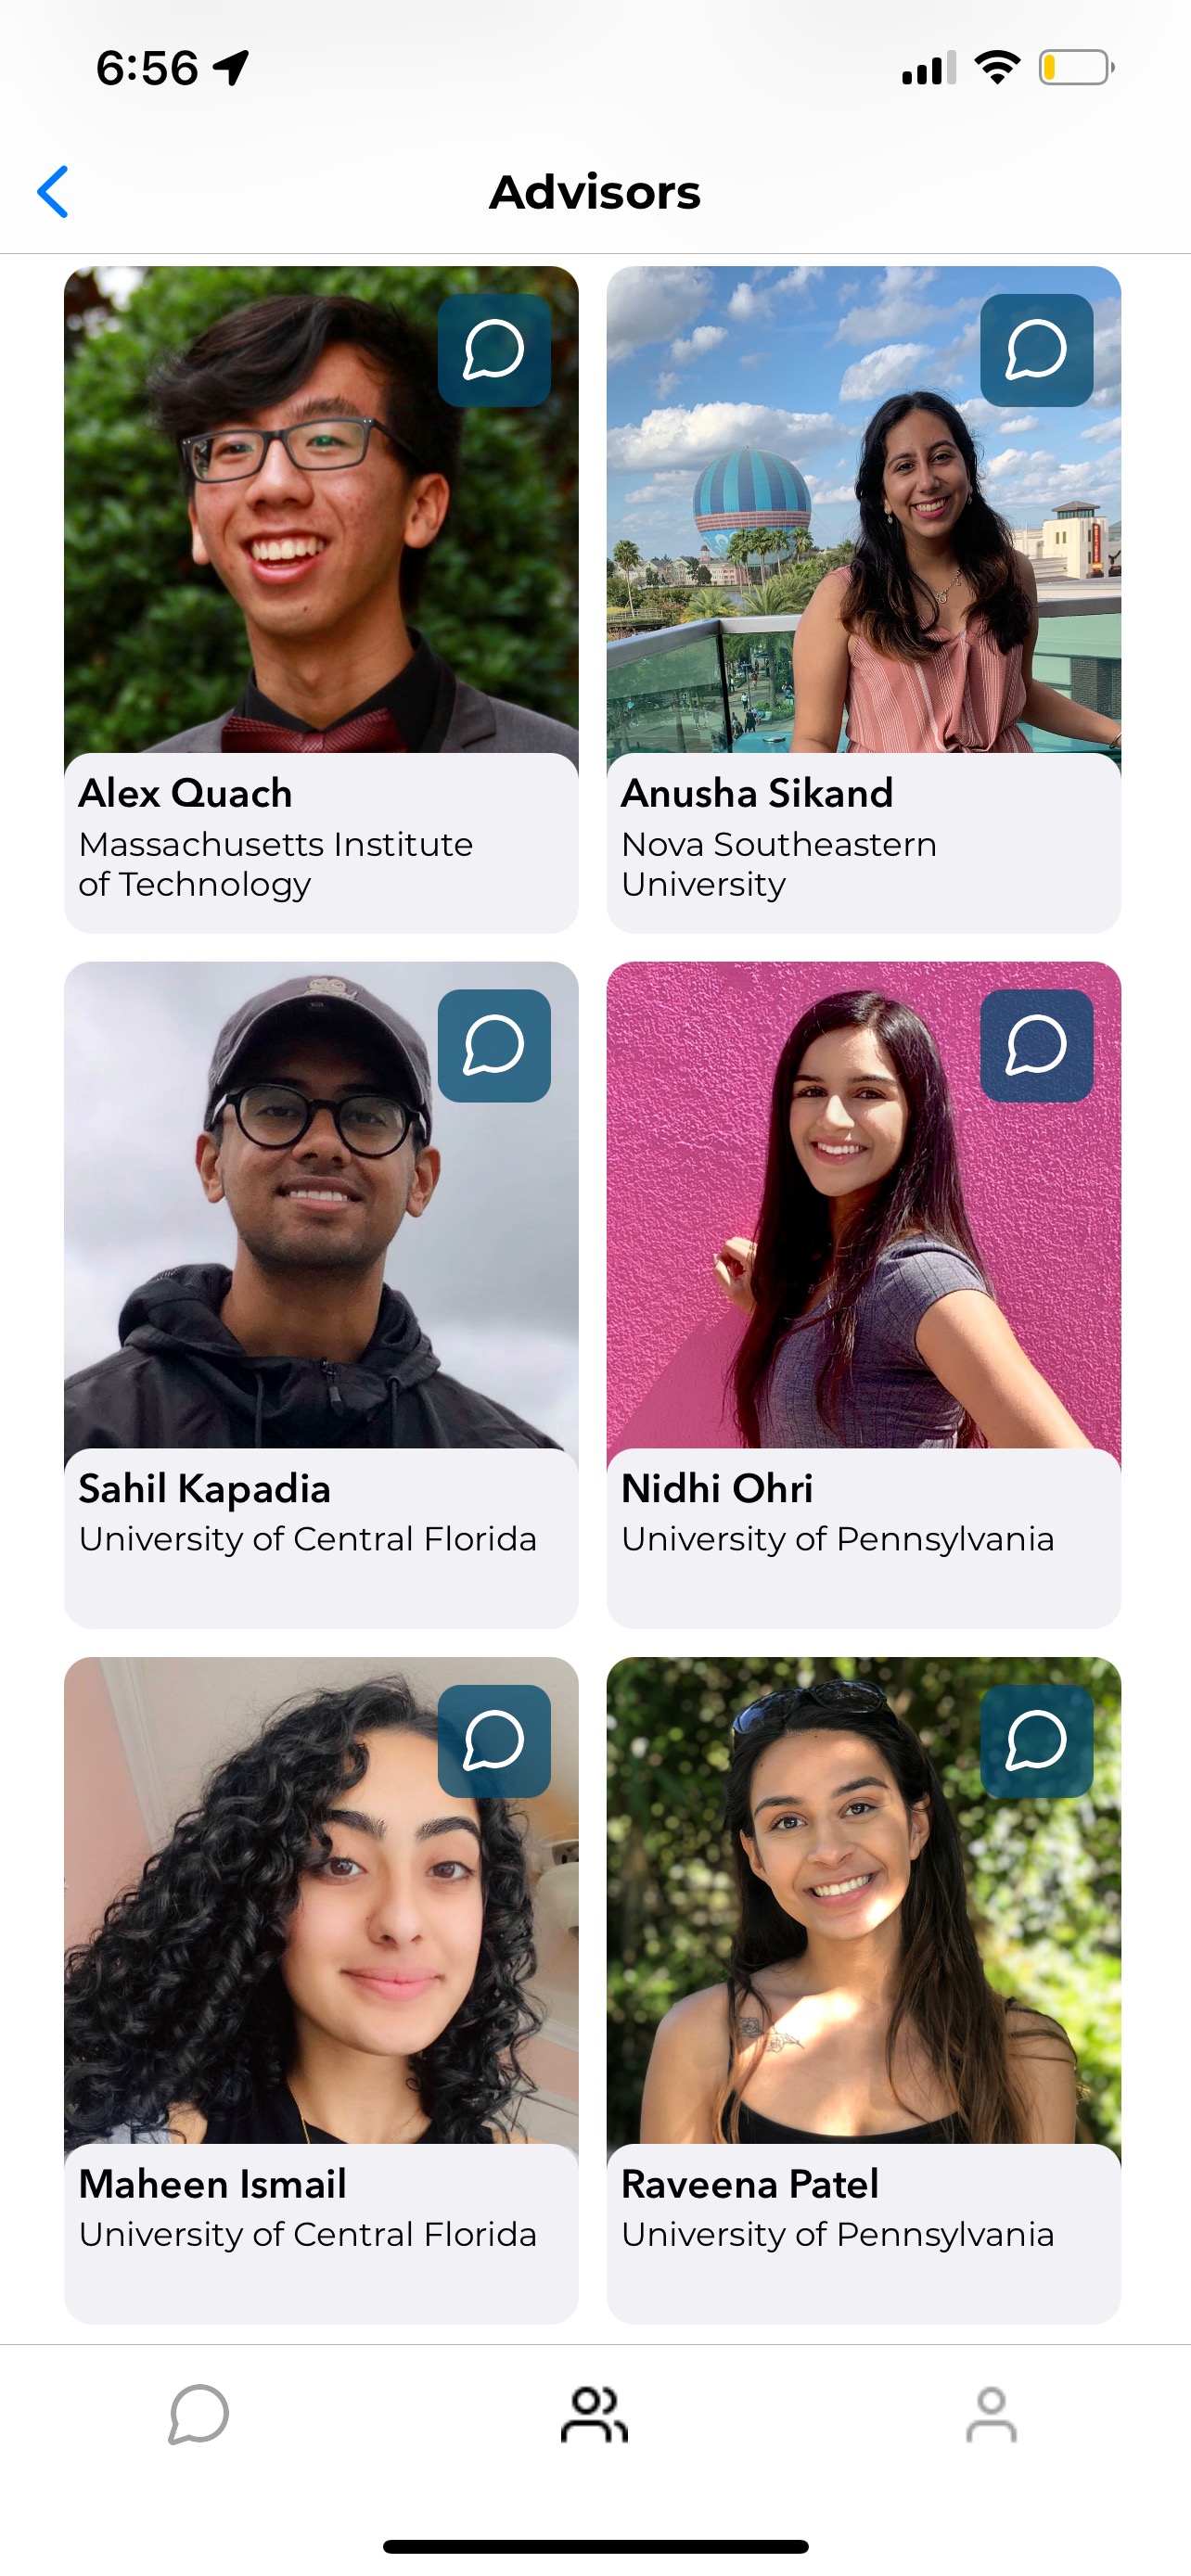 6:56
Advisors
Alex Quach
Massachusetts Institute
of Technology
Anusha Sikand
Nova Southeastern
University
Sahil Kapadia
University of Central Florida
Nidhi Ohri
University of Pennsylvania
Maheen Ismail
University of Central Florida
Raveena Patel
University of Pennsylvania